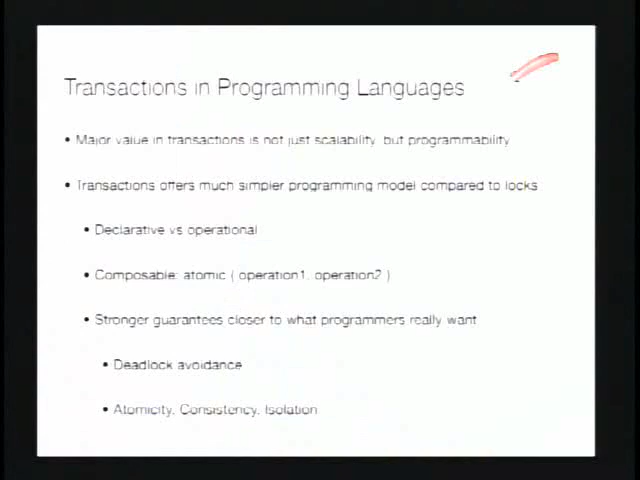 Transactions in Programming Languages
• Major value in transactions is not just scalability, but programmability
• Transactions offers much simpler programming model compared to locks
• Declarative vs operational
• Composable: atomic { operation1, operation2 }
• Stronger guarantees closer to what programmers really want
• Deadlock avoidance
• Atomicity, Consistency, Isolation